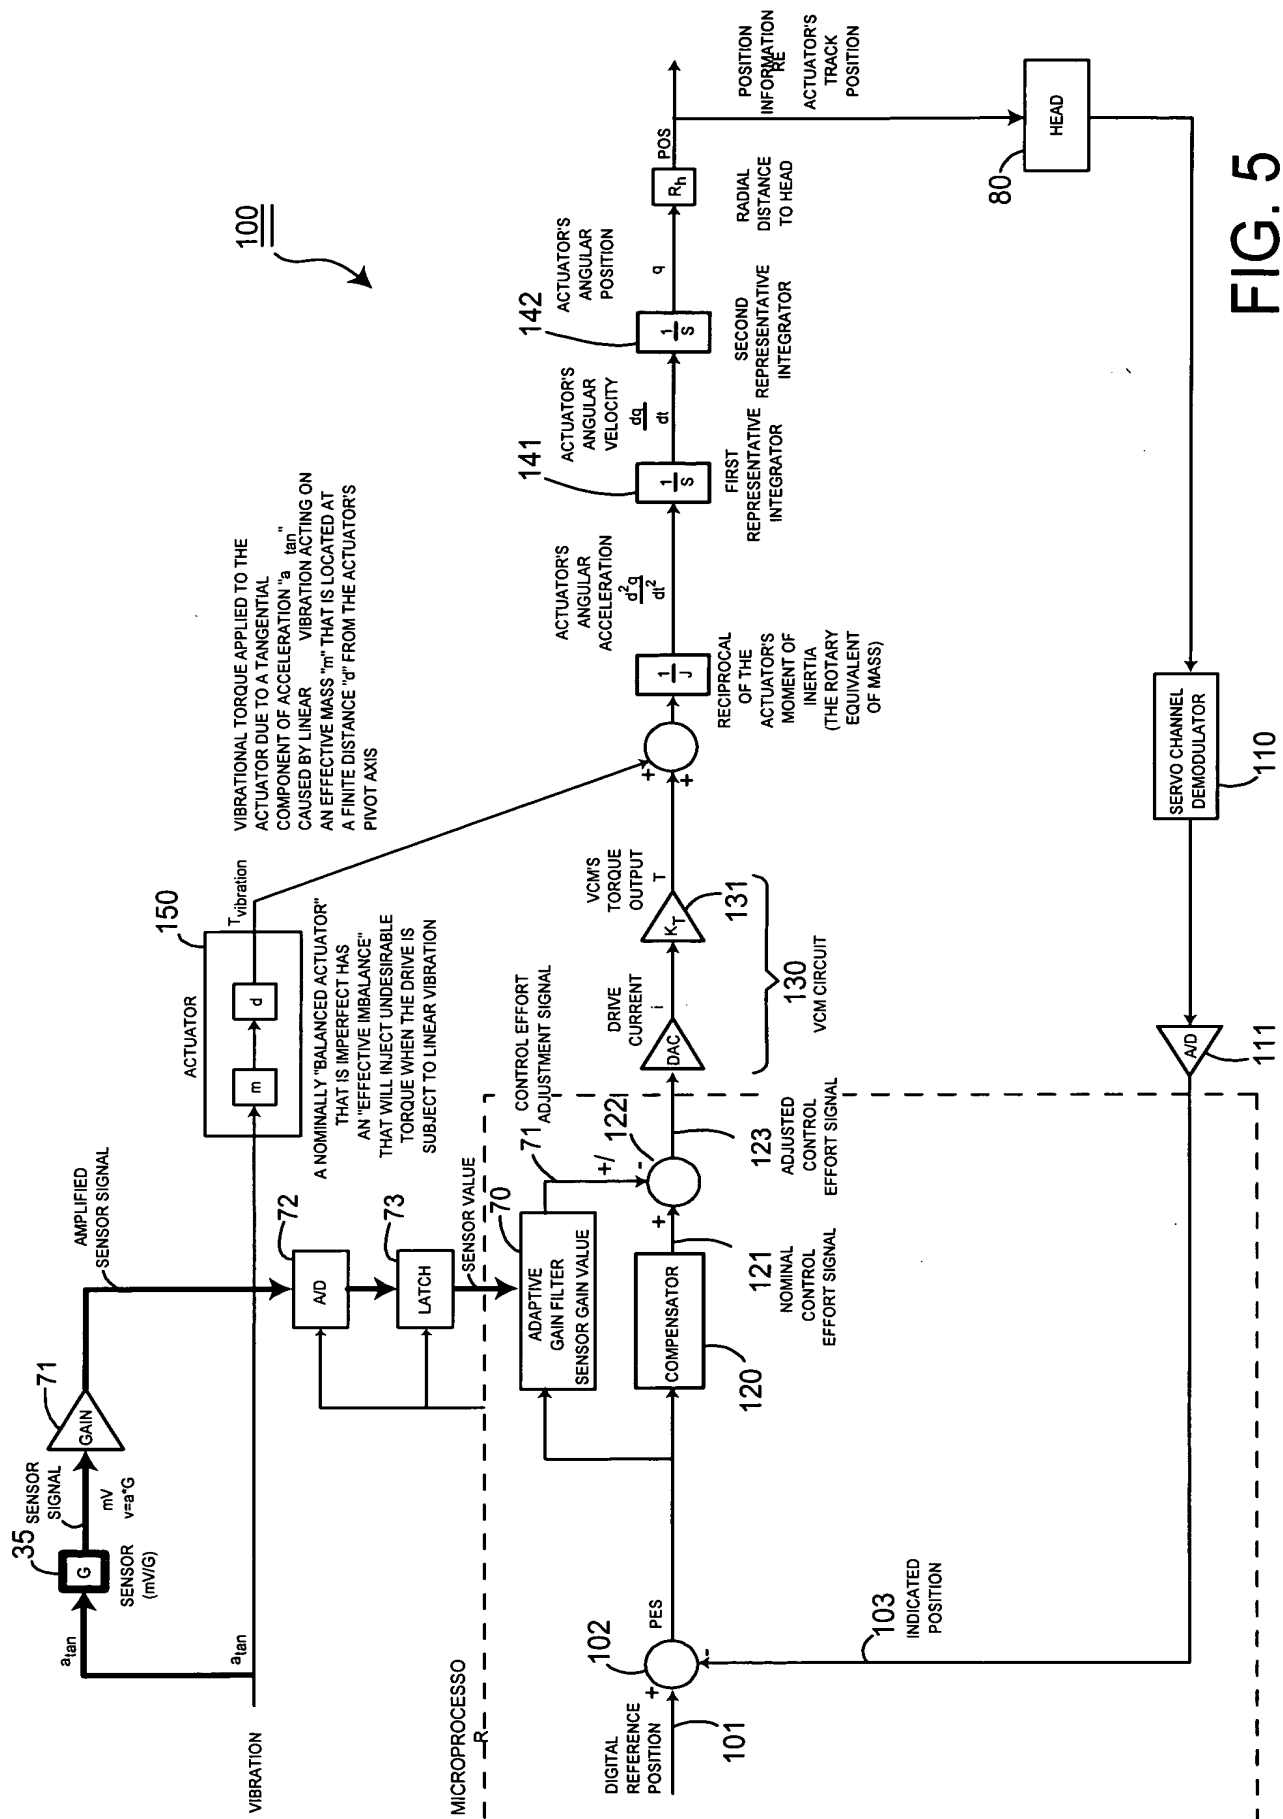 100
VIBRATION
a tan
a tan
35
G
SENSOR
(mV/G)
SENSOR
SIGNAL
mV
v=a*G
71
GAIN
AMPLIFIED
SENSOR SIGNAL
ACTUATOR
150
m
d
T vibration
VIBRATIONAL TORQUE APPLIED TO THE
ACTUATOR DUE TO A TANGENTIAL
COMPONENT OF ACCELERATION "a tan"
CAUSED BY LINEAR VIBRATION ACTING ON
AN EFFECTIVE MASS "m" THAT IS LOCATED AT
A FINITE DISTANCE "d" FROM THE ACTUATOR'S
PIVOT AXIS
A NOMINALLY "BALANCED ACTUATOR"
THAT IS IMPERFECT HAS
AN "EFFECTIVE IMBALANCE"
THAT WILL INJECT UNDESIRABLE
TORQUE WHEN THE DRIVE IS
SUBJECT TO LINEAR VIBRATION
72
A/D
73
LATCH
SENSOR VALUE
MICROPROCESSO
R
70
ADAPTIVE
GAIN FILTER
SENSOR GAIN VALUE
71
CONTROL EFFORT
ADJUSTMENT SIGNAL
+/
-
122
DIGITAL
REFERENCE
POSITION
101
+
102
-
PES
COMPENSATOR
120
+
121
NOMINAL
CONTROL
EFFORT SIGNAL
123
ADJUSTED
CONTROL
EFFORT SIGNAL
DAC
DRIVE
CURRENT
i
K T
131
VCM'S
TORQUE
OUTPUT
T
130
VCM CIRCUIT
+
+
1
J
RECIPROCAL
OF THE
ACTUATOR'S
MOMENT OF
INERTIA
(THE ROTARY
EQUIVALENT
OF MASS)
ACTUATOR'S
ANGULAR
ACCELERATION
d²q
dt²
141
1
S
FIRST
REPRESENTATIVE
INTEGRATOR
ACTUATOR'S
ANGULAR
VELOCITY
dq
dt
142
1
S
SECOND
REPRESENTATIVE
INTEGRATOR
ACTUATOR'S
ANGULAR
POSITION
q
R h
RADIAL
DISTANCE
TO HEAD
POS
POSITION
INFORMATION
RE
ACTUATOR'S
TRACK
POSITION
80
HEAD
SERVO CHANNEL
DEMODULATOR
110
A/D
111
103
INDICATED
POSITION
FIG. 5